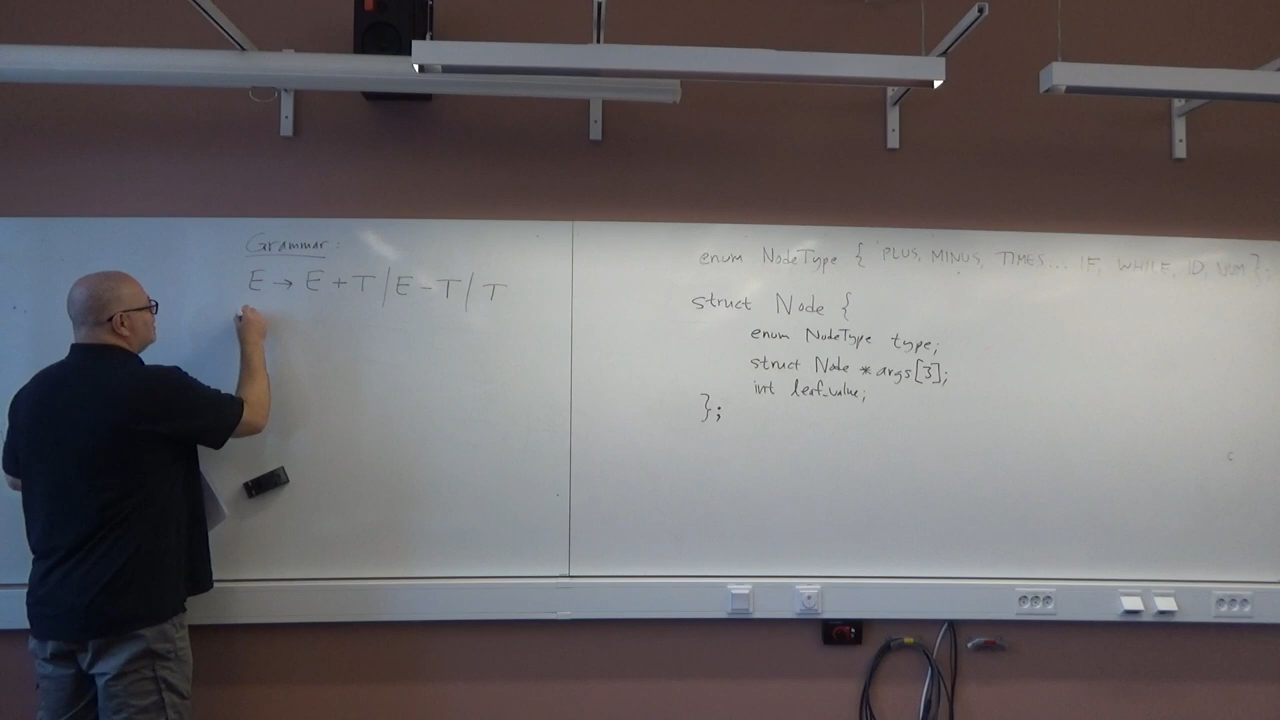 Grammar:
E → E + T | E - T | T
enum NodeType { PLUS, MINUS, TIMES... IF, WHILE, ID, NUM };
struct Node {
enum NodeType type;
struct Node *args[3];
int leaf_value;
};